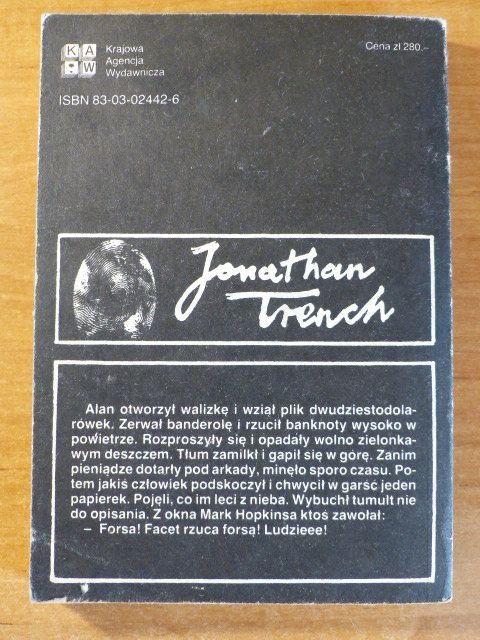 K A
W
Krajowa
Agencja
Wydawnicza
Cena zł 280.-
ISBN 83-03-02442-6
Jonathan
Trench
Alan otworzył walizkę i wziął plik dwudziestodola-
rówek. Zerwał banderolę i rzucił banknoty wysoko w
powietrze. Rozproszyły się i opadały wolno zielonka-
wym deszczem. Tłum zamilkł i gapił się w górę. Zanim
pieniądze dotarły pod arkady, minęło sporo czasu. Po-
tem jakiś człowiek podskoczył i chwycił w garść jeden
papierek. Pojęli, co im leci z nieba. Wybuchł tumult nie
do opisania. Z okna Mark Hopkinsa ktoś zawołał:
– Forsa! Facet rzuca forsą! Ludzieee!